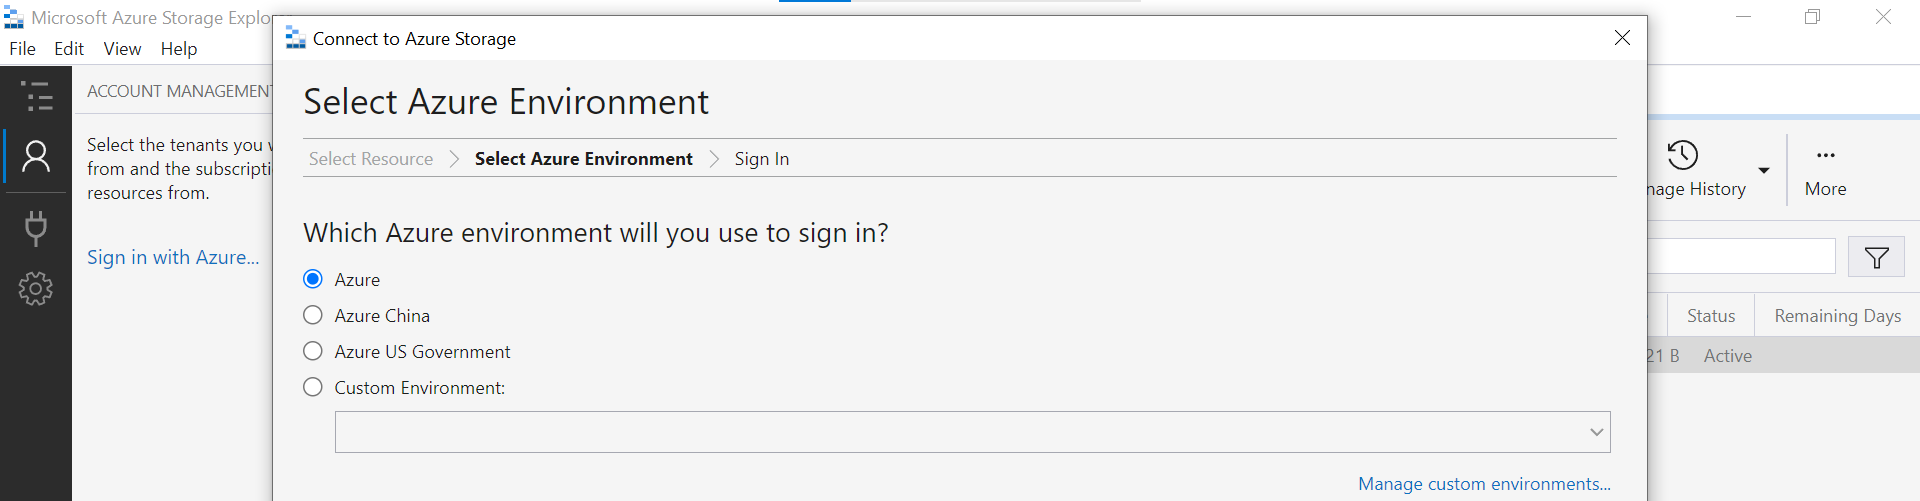 Microsoft Azure Storage
Connect to Azure Storage
File Edit View Help
ACCOUNT MANAGEMENT
Select Azure Environment
Select the tenants you
from and the
resources from.
Select Resource Select Azure Environment Sign In
History
More
Which Azure environment will you use to sign in?
Sign in with Azure...
Azure
Azure China
Azure US Government
Custom Environment:
Status Remaining Days
21 B Active
Manage custom environments...